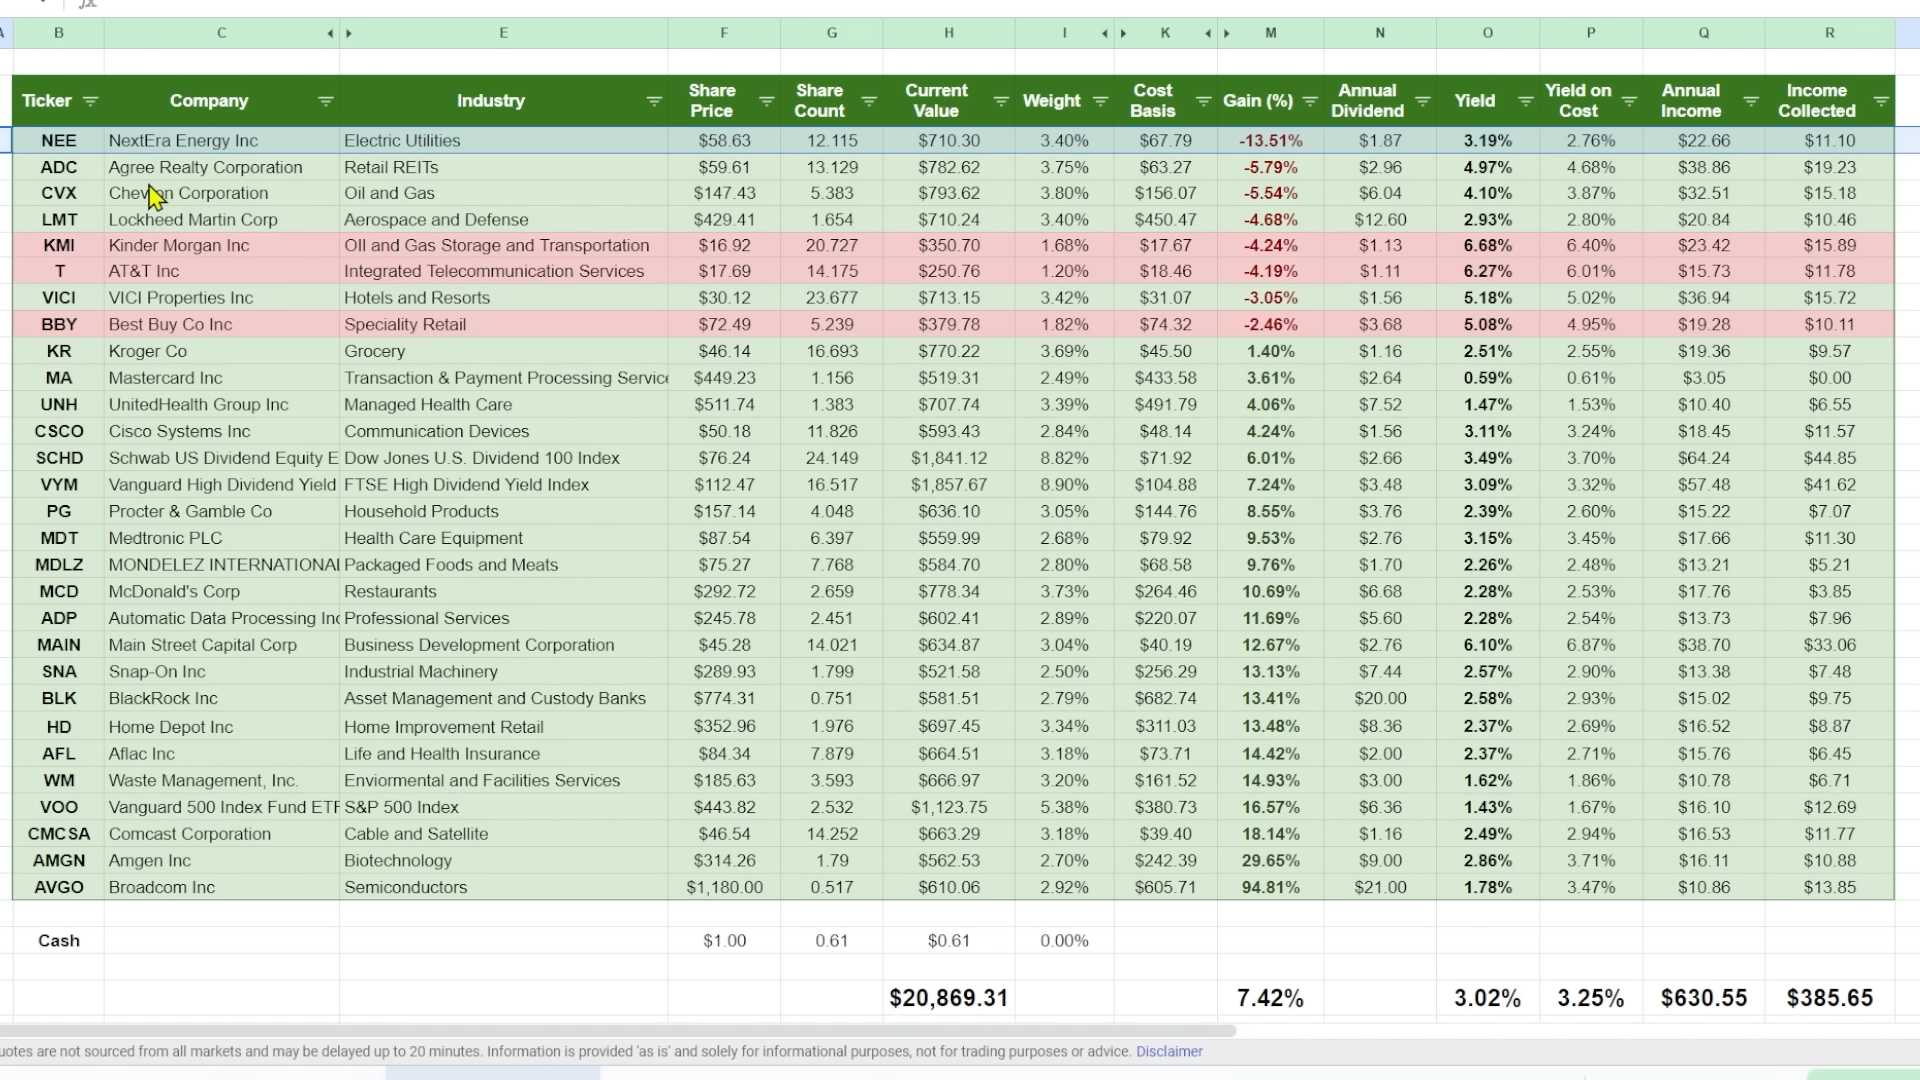 B C E F G H I K M N O P Q R
Ticker Company Industry Share Price Share Count Current Value Weight Cost Basis Gain (%) Annual Dividend Yield Yield on Cost Annual Income Income Collected
NEE NextEra Energy Inc Electric Utilities $58.63 12.115 $710.30 3.40% $67.79 -13.51% $1.87 3.19% 2.76% $22.66 $11.10
ADC Agree Realty Corporation Retail REITs $59.61 13.129 $782.62 3.75% $63.27 -5.79% $2.96 4.97% 4.68% $38.86 $19.23
CVX Chevron Corporation Oil and Gas $147.43 5.383 $793.62 3.80% $156.07 -5.54% $6.04 4.10% 3.87% $32.51 $15.18
LMT Lockheed Martin Corp Aerospace and Defense $429.41 1.654 $710.24 3.40% $450.47 -4.68% $12.60 2.93% 2.80% $20.84 $10.46
KMI Kinder Morgan Inc OIl and Gas Storage and Transportation $16.92 20.727 $350.70 1.68% $17.67 -4.24% $1.13 6.68% 6.40% $23.42 $15.89
T AT&T Inc Integrated Telecommunication Services $17.69 14.175 $250.76 1.20% $18.46 -4.19% $1.11 6.27% 6.01% $15.73 $11.78
VICI VICI Properties Inc Hotels and Resorts $30.12 23.677 $713.15 3.42% $31.07 -3.05% $1.56 5.18% 5.02% $36.94 $15.72
BBY Best Buy Co Inc Speciality Retail $72.49 5.239 $379.78 1.82% $74.32 -2.46% $3.68 5.08% 4.95% $19.28 $10.11
KR Kroger Co Grocery $46.14 16.693 $770.22 3.69% $45.50 1.40% $1.16 2.51% 2.55% $19.36 $9.57
MA Mastercard Inc Transaction & Payment Processing Service $449.23 1.156 $519.31 2.49% $433.58 3.61% $2.64 0.59% 0.61% $3.05 $0.00
UNH UnitedHealth Group Inc Managed Health Care $511.74 1.383 $707.74 3.39% $491.79 4.06% $7.52 1.47% 1.53% $10.40 $6.55
CSCO Cisco Systems Inc Communication Devices $50.18 11.826 $593.43 2.84% $48.14 4.24% $1.56 3.11% 3.24% $18.45 $11.57
SCHD Schwab US Dividend Equity E Dow Jones U.S. Dividend 100 Index $76.24 24.149 $1,841.12 8.82% $71.92 6.01% $2.66 3.49% 3.70% $64.24 $44.85
VYM Vanguard High Dividend Yield FTSE High Dividend Yield Index $112.47 16.517 $1,857.67 8.90% $104.88 7.24% $3.48 3.09% 3.32% $57.48 $41.62
PG Procter & Gamble Co Household Products $157.14 4.048 $636.10 3.05% $144.76 8.55% $3.76 2.39% 2.60% $15.22 $7.07
MDT Medtronic PLC Health Care Equipment $87.54 6.397 $559.99 2.68% $79.92 9.53% $2.76 3.15% 3.45% $17.66 $11.30
MDLZ MONDELEZ INTERNATIONAL Packaged Foods and Meats $75.27 7.768 $584.70 2.80% $68.58 9.76% $1.70 2.26% 2.48% $13.21 $5.21
MCD McDonald's Corp Restaurants $292.72 2.659 $778.34 3.73% $264.46 10.69% $6.68 2.28% 2.53% $17.76 $3.85
ADP Automatic Data Processing Inc Professional Services $245.78 2.451 $602.41 2.89% $220.07 11.69% $5.60 2.28% 2.54% $13.73 $7.96
MAIN Main Street Capital Corp Business Development Corporation $45.28 14.021 $634.87 3.04% $40.19 12.67% $2.76 6.10% 6.87% $38.70 $33.06
SNA Snap-On Inc Industrial Machinery $289.93 1.799 $521.58 2.50% $256.29 13.13% $7.44 2.57% 2.90% $13.38 $7.48
BLK BlackRock Inc Asset Management and Custody Banks $774.31 0.751 $581.51 2.79% $682.74 13.41% $20.00 2.58% 2.93% $15.02 $9.75
HD Home Depot Inc Home Improvement Retail $352.96 1.976 $697.45 3.34% $311.03 13.48% $8.36 2.37% 2.69% $16.52 $8.87
AFL Aflac Inc Life and Health Insurance $84.34 7.879 $664.51 3.18% $73.71 14.42% $2.00 2.37% 2.71% $15.76 $6.45
WM Waste Management, Inc. Enviormental and Facilities Services $185.63 3.593 $666.97 3.20% $161.52 14.93% $3.00 1.62% 1.86% $10.78 $6.71
VOO Vanguard 500 Index Fund ETF S&P 500 Index $443.82 2.532 $1,123.75 5.38% $380.73 16.57% $6.36 1.43% 1.67% $16.10 $12.69
CMCSA Comcast Corporation Cable and Satellite $46.54 14.252 $663.29 3.18% $39.40 18.14% $1.16 2.49% 2.94% $16.53 $11.77
AMGN Amgen Inc Biotechnology $314.26 1.79 $562.53 2.70% $242.39 29.65% $9.00 2.86% 3.71% $16.11 $10.88
AVGO Broadcom Inc Semiconductors $1,180.00 0.517 $610.06 2.92% $605.71 94.81% $21.00 1.78% 3.47% $10.86 $13.85
Cash $1.00 0.61 $0.61 0.00%
$20,869.31 7.42% 3.02% 3.25% $630.55 $385.65
uotes are not sourced from all markets and may be delayed up to 20 minutes. Information is provided 'as is' and solely for informational purposes, not for trading purposes or advice. Disclaimer